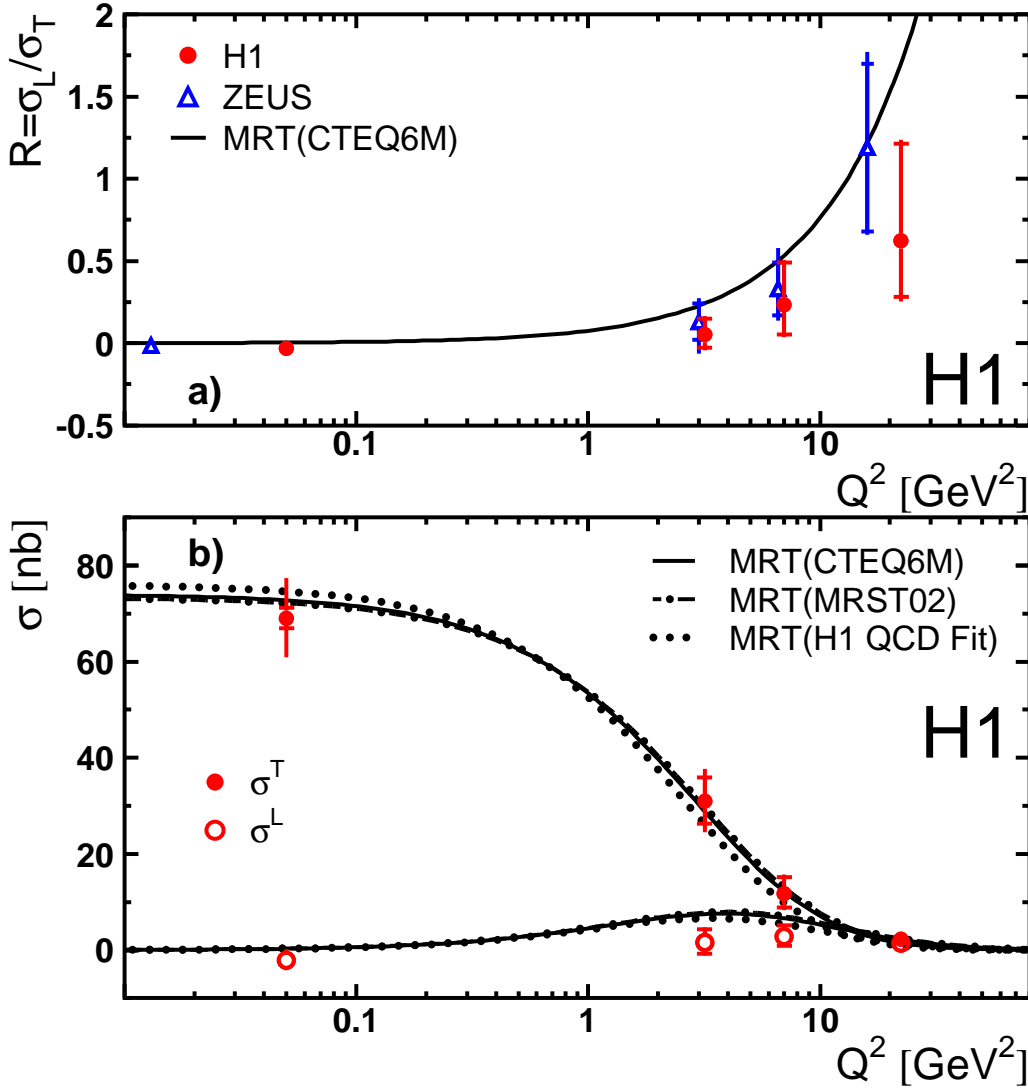 R=σL/σT
2
1.5
1
0.5
0
-0.5
H1
ZEUS
MRT(CTEQ6M)
a)
H1
0.1
1
10
Q² [GeV²]
σ [nb]
80
60
40
20
0
b)
MRT(CTEQ6M)
MRT(MRST02)
MRT(H1 QCD Fit)
H1
σᵀ
σᴸ
0.1
1
10
Q² [GeV²]